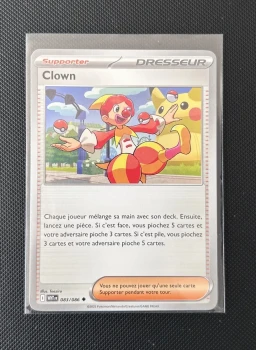 Supporter
DRESSEUR
Clown
Chaque joueur mélange sa main avec son deck. Ensuite,
lancez une pièce. Si c'est face, vous piochez 5 cartes et
votre adversaire pioche 3 cartes. Si c'est pile, vous piochez
3 cartes et votre adversaire pioche 5 cartes.
Vous ne pouvez jouer qu'une seule carte
Supporter pendant votre tour.